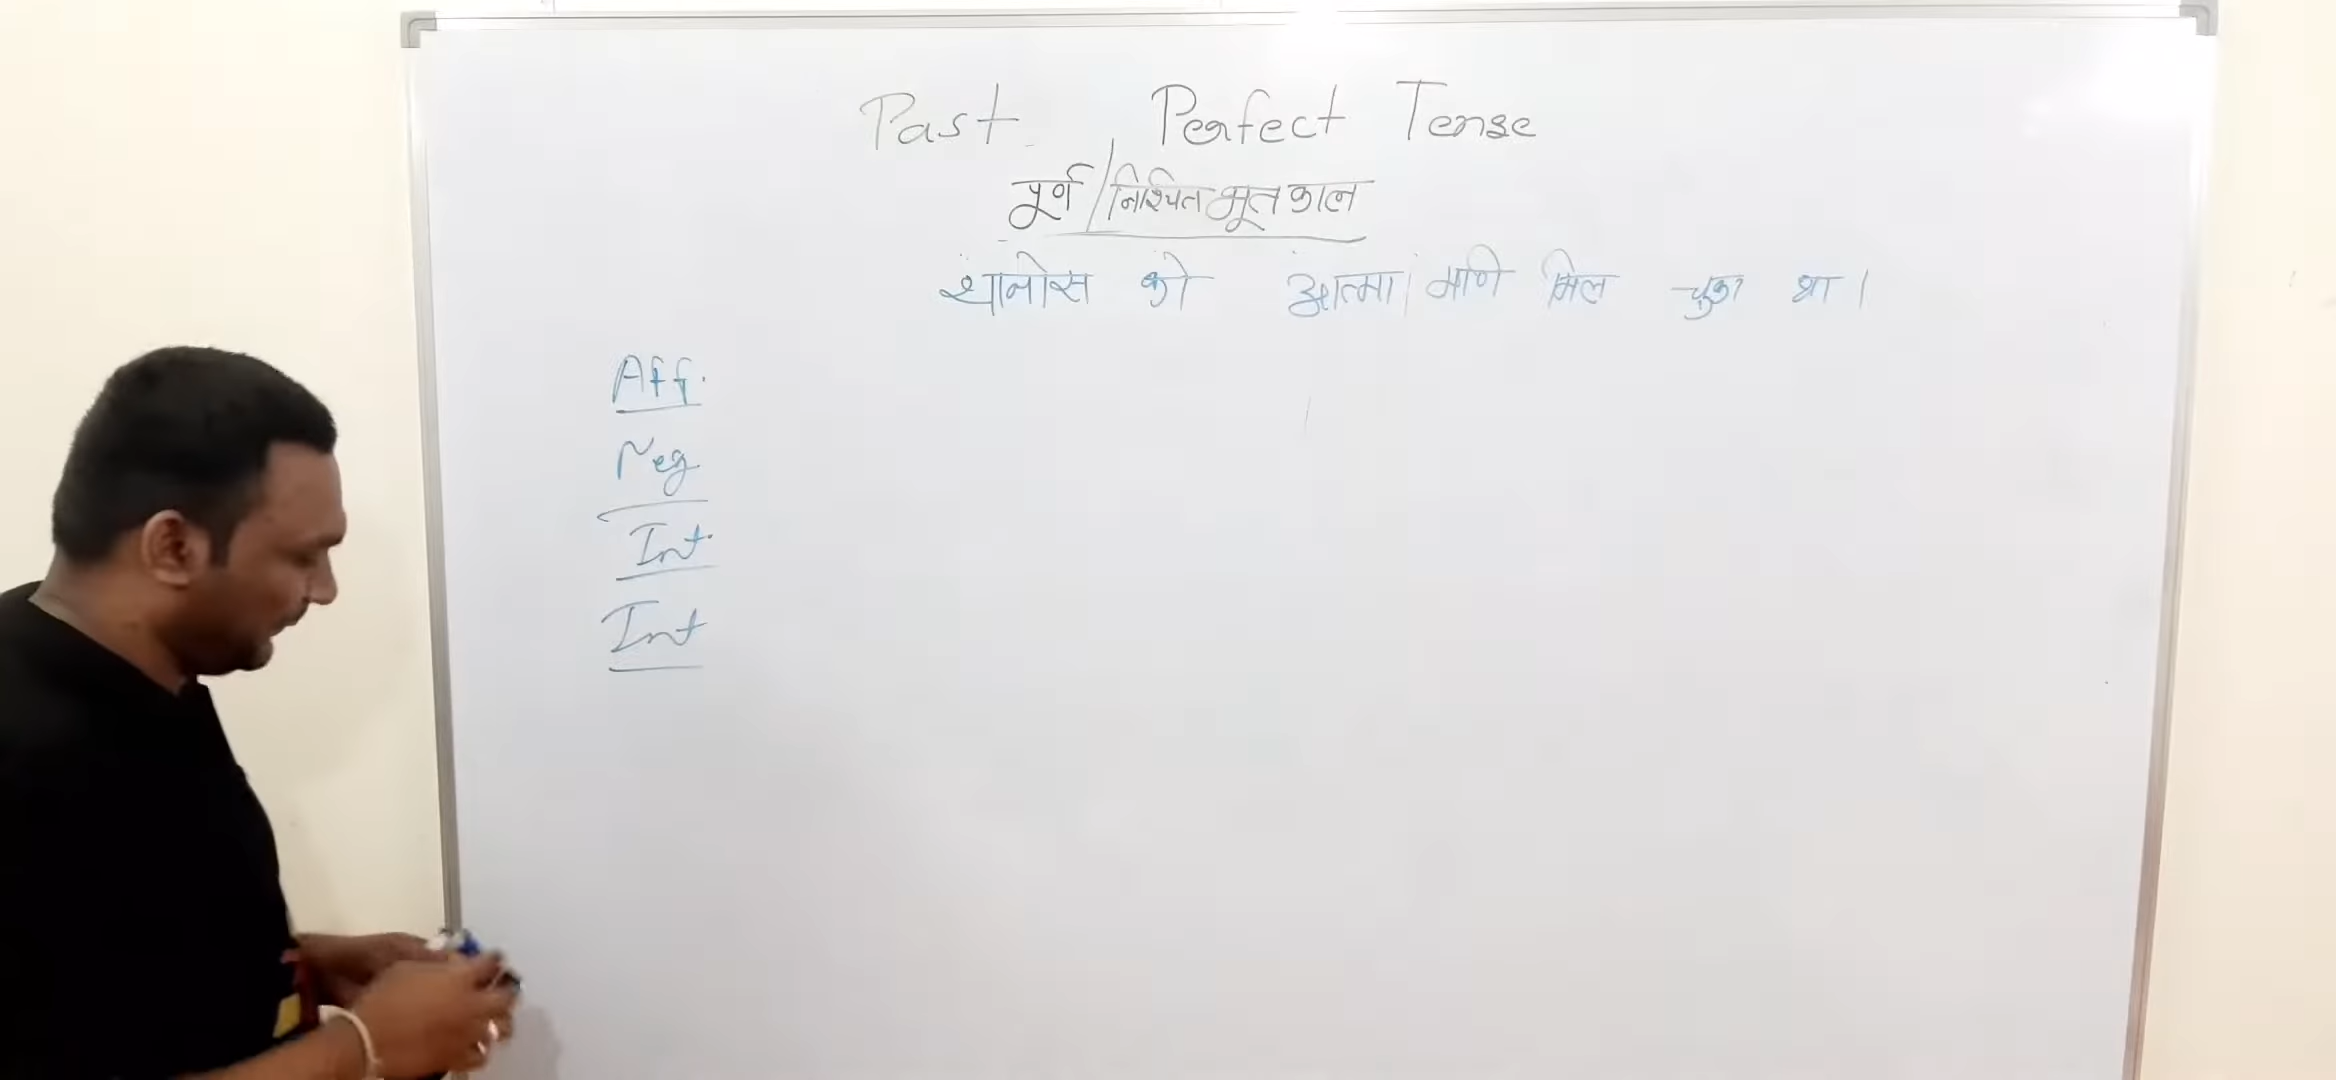 Past Perfect Tense
पूर्ण/निश्चित भूतकाल
थानोस को आत्मा मणि मिल चुका था।
Aff.
Neg.
Int.
Int